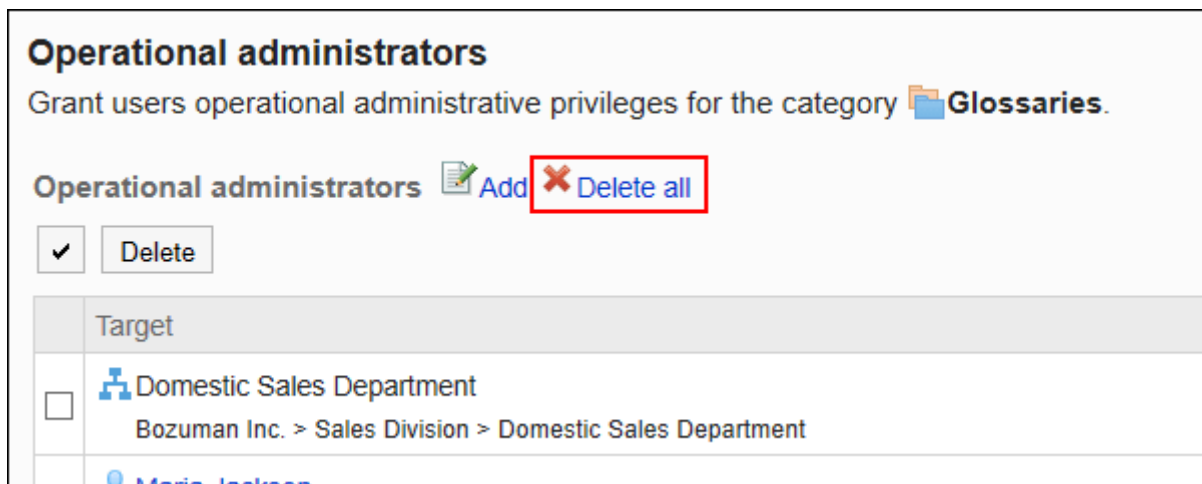 Operational administrators
Grant users operational administrative privileges for the category Glossaries.
Operational administrators Add Delete all
Delete
Target
Domestic Sales Department
Bozuman Inc. > Sales Division > Domestic Sales Department